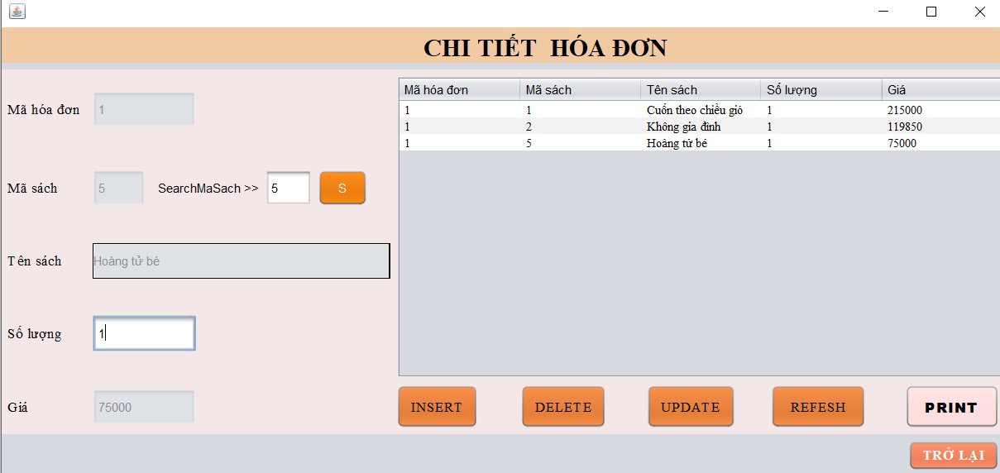 CHI TIẾT HÓA ĐƠN
Mã hóa đơn 1
Mã sách 5 SearchMaSach >> 5 S
Tên sách Hoàng tử bé
Số lượng 1
Giá 75000
Mã hóa đơn Mã sách Tên sách Số lượng Giá
1 1 Cuốn theo chiều gió 1 215000
1 2 Không gia đình 1 119850
1 5 Hoàng tử bé 1 75000
INSERT DELETE UPDATE REFESH PRINT
TRỞ LẠI